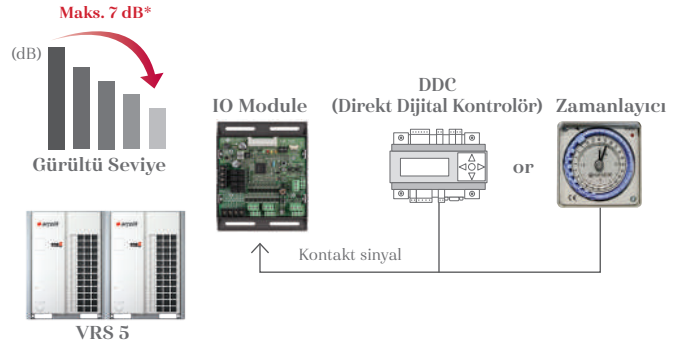 Maks. 7 dB*
(dB)
Gürültü Seviye
IO Module
DDC
(Direkt Dijital Kontrolör)
or
Zamanlayıcı
Kontakt sinyal
VRS 5